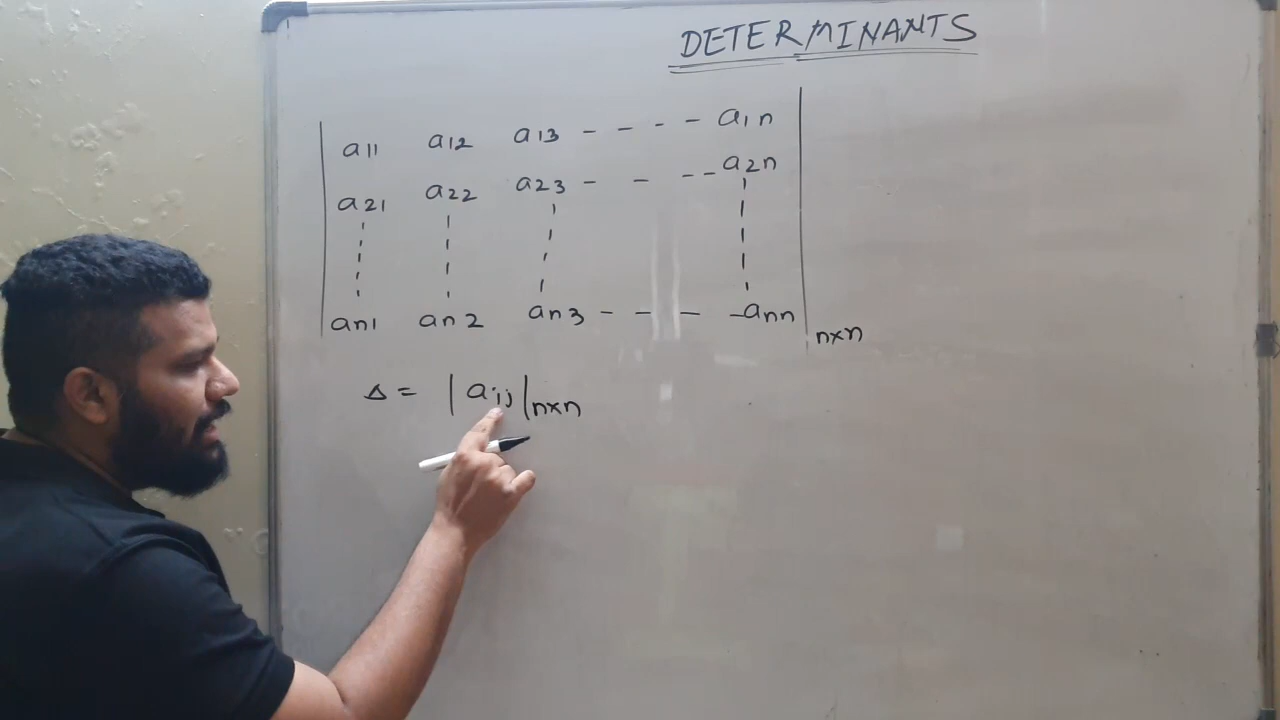 DETERMINANTS
a11 a12 a13 - - - - a1n
a21 a22 a23 - - - - a2n
an1 an2 an3 - - - - ann
n×n
Δ = | aij |n×n